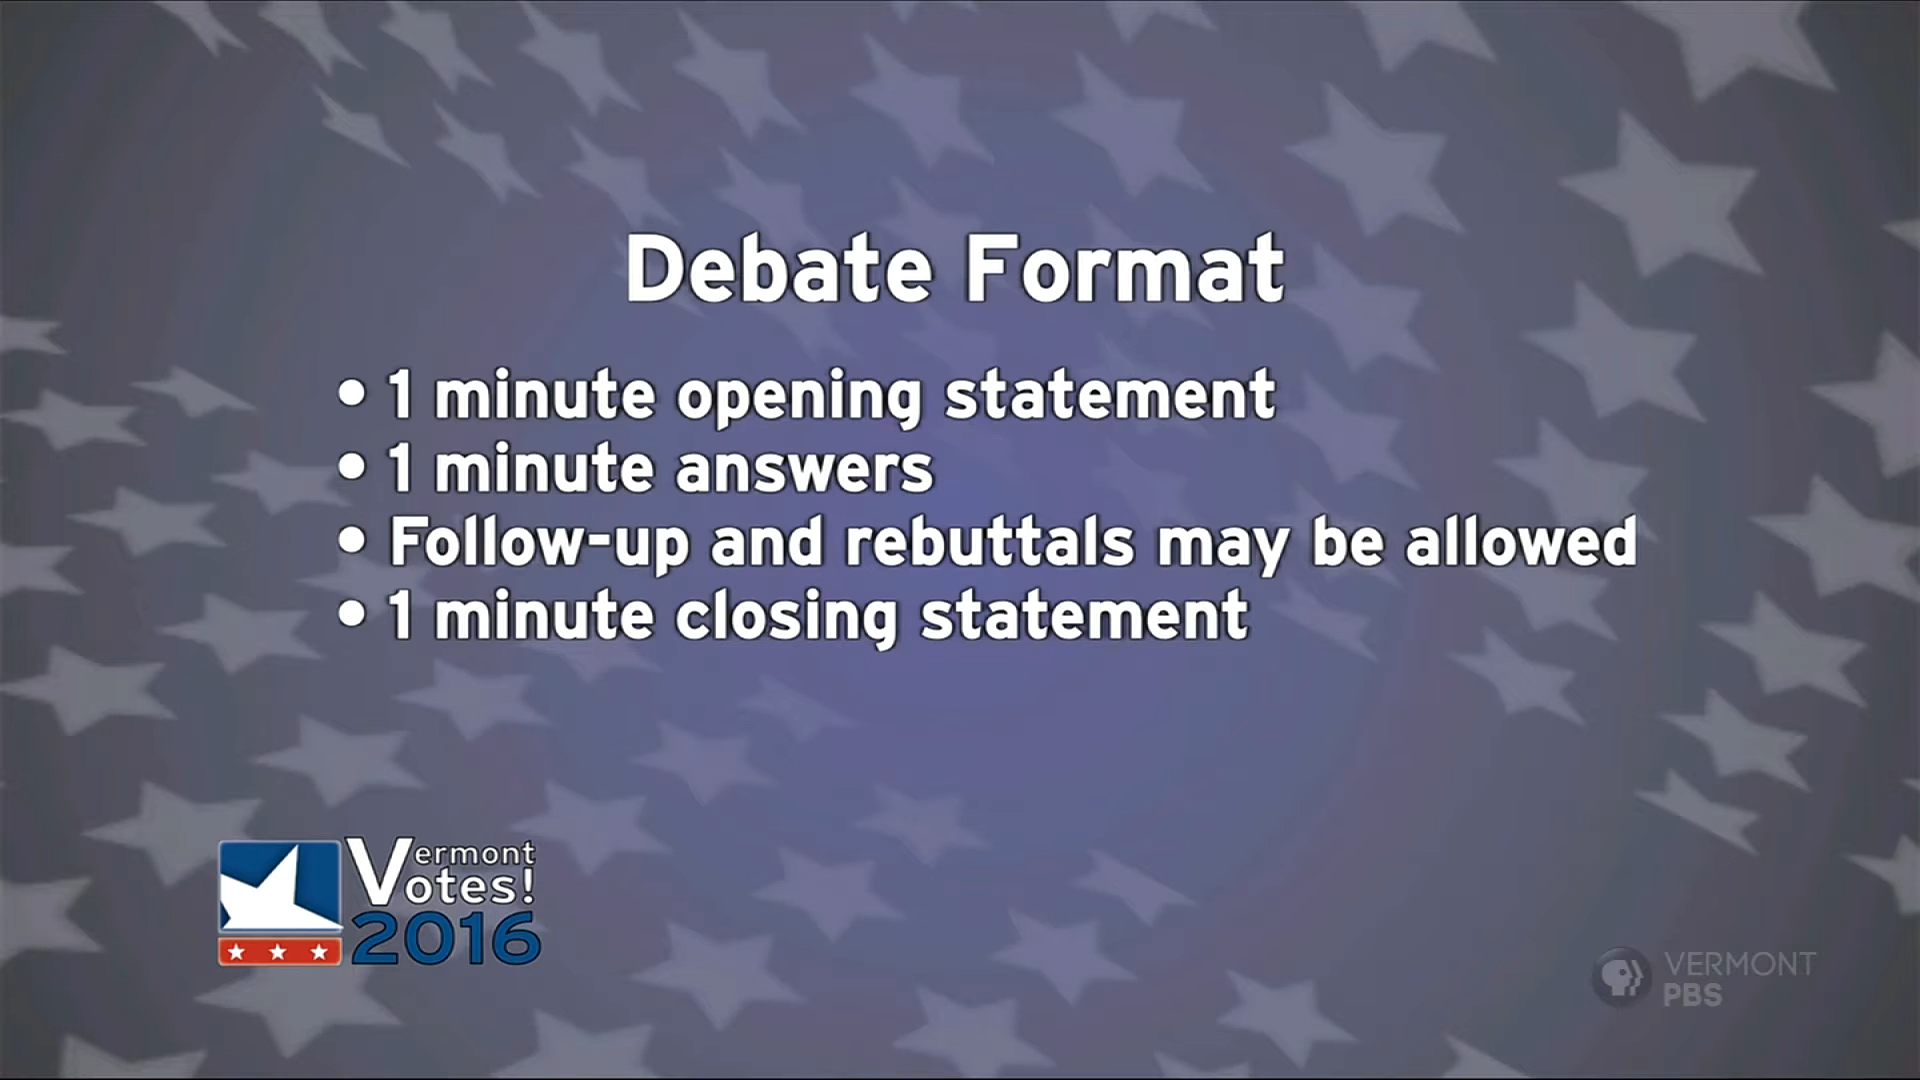 Debate Format
• 1 minute opening statement
• 1 minute answers
• Follow-up and rebuttals may be allowed
• 1 minute closing statement
Vermont
Votes!
2016
VERMONT
PBS